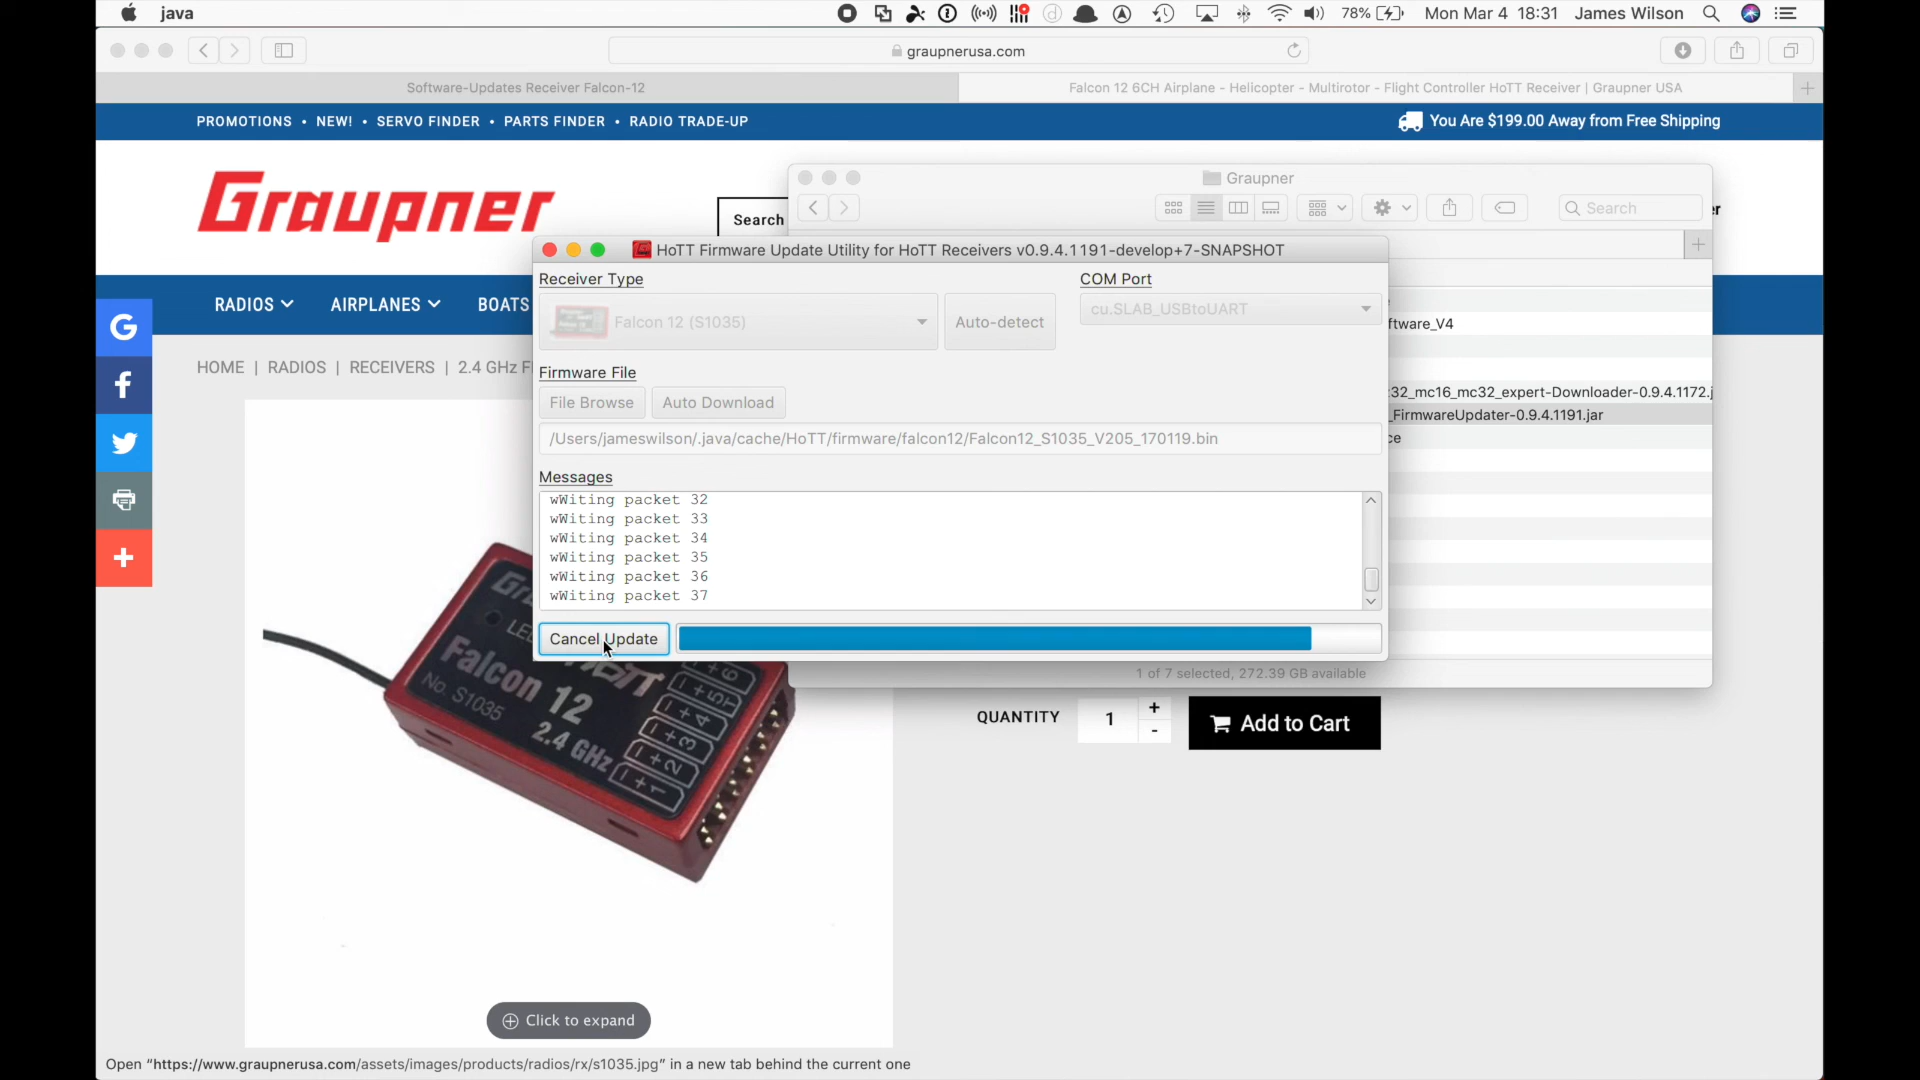 java
78%
Mon Mar 4 18:31
James Wilson
graupnerusa.com
Software-Updates Receiver Falcon-12
Falcon 12 6CH Airplane - Helicopter - Multirotor - Flight Controller HoTT Receiver | Graupner USA
PROMOTIONS • NEW! • SERVO FINDER • PARTS FINDER • RADIO TRADE-UP
You Are $199.00 Away from Free Shipping
Graupner
Search
Graupner
Search
HoTT Firmware Update Utility for HoTT Receivers v0.9.4.1191-develop+7-SNAPSHOT
Receiver Type
COM Port
Falcon 12 (S1035)
Auto-detect
cu.SLAB_USBtoUART
RADIOS
AIRPLANES
BOATS
ftware_V4
HOME | RADIOS | RECEIVERS | 2.4 GHz F
Firmware File
File Browse
Auto Download
:32_mc16_mc32_expert-Downloader-0.9.4.1172.j
_FirmwareUpdater-0.9.4.1191.jar
/Users/jameswilson/.java/cache/HoTT/firmware/falcon12/Falcon12_S1035_V205_170119.bin
ce
Messages
wWiting packet 32
wWiting packet 33
wWiting packet 34
wWiting packet 35
wWiting packet 36
wWiting packet 37
Cancel Update
1 of 7 selected, 272.39 GB available
Falcon 12
No. S1035
2.4 GHz
QUANTITY
1
+
-
Add to Cart
Click to expand
Open “https://www.graupnerusa.com/assets/images/products/radios/rx/s1035.jpg” in a new tab behind the current one